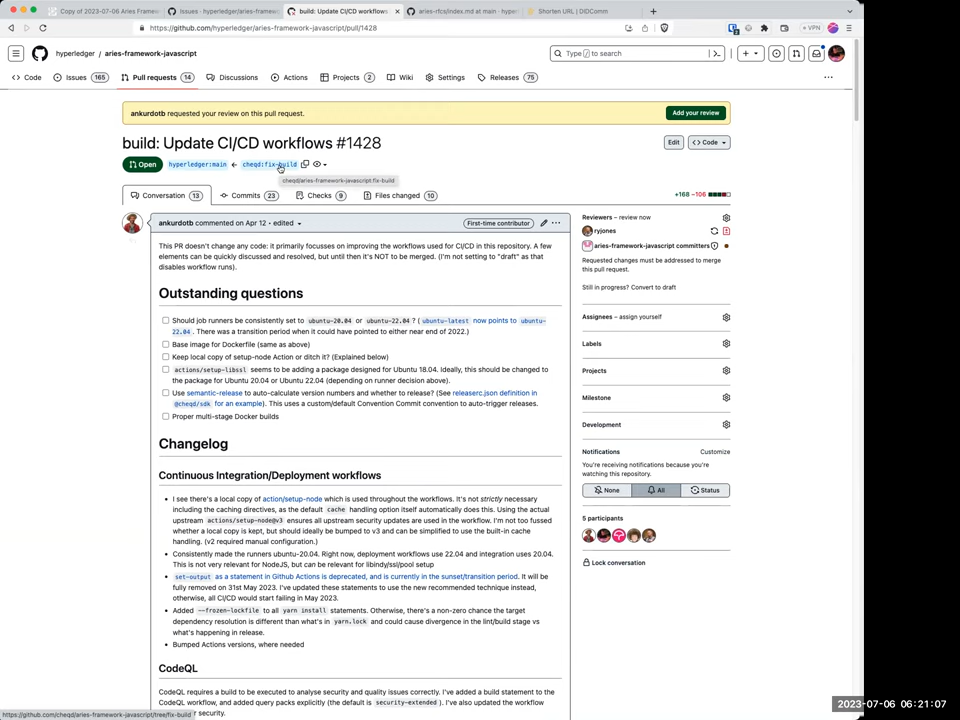 Copy of 2023-07-06 Aries Frame
Issues · hyperledger/aries-fram
build: Update CI/CD workflows
aries-rfcs/index.md at main · hyper
Shorten URL | DIDComm
https://github.com/hyperledger/aries-framework-javascript/pull/1428
VPN
hyperledger / aries-framework-javascript
Type / to search
Code
Issues 165
Pull requests 14
Discussions
Actions
Projects 2
Wiki
Settings
Releases 75
ankurdotb requested your review on this pull request.
Add your review
build: Update CI/CD workflows #1428
Edit
Code
Open
hyperledger:main ← cheqd:fix-build
cheqd/aries-framework-javascript:fix-build
Conversation 13
Commits 23
Checks 9
Files changed 10
+168 −106
ankurdotb commented on Apr 12 • edited
First-time contributor
This PR doesn't change any code: it primarily focusses on improving the workflows used for CI/CD in this repository. A few
elements can be quickly discussed and resolved, but until then it's NOT to be merged. (I'm not setting to "draft" as that
disables workflow runs).
Outstanding questions
Should job runners be consistently set to ubuntu-20.04 or ubuntu-22.04 ? ( ubuntu-latest now points to ubuntu-
22.04 . There was a transition period when it could have pointed to either near end of 2022.)
Base image for Dockerfile (same as above)
Keep local copy of setup-node Action or ditch it? (Explained below)
actions/setup-libssl seems to be adding a package designed for Ubuntu 18.04. Ideally, this should be changed to
the package for Ubuntu 20.04 or Ubuntu 22.04 (depending on runner decision above).
Use semantic-release to auto-calculate version numbers and whether to release? (See releaserc.json definition in
@cheqd/sdk for an example). This uses a custom/default Convention Commit convention to auto-trigger releases.
Proper multi-stage Docker builds
Changelog
Continuous Integration/Deployment workflows
• I see there's a local copy of action/setup-node which is used throughout the workflows. It's not strictly necessary
including the caching directives, as the default cache handling option itself automatically does this. Using the actual
upstream actions/setup-node@v3 ensures all upstream security updates are used in the workflow. I'm not too fussed
whether a local copy is kept, but should ideally be bumped to v3 and can be simplified to use the built-in cache
handling. (v2 required manual configuration.)
• Consistently made the runners ubuntu-20.04. Right now, deployment workflows use 22.04 and integration uses 20.04.
This is not very relevant for NodeJS, but can be relevant for libindy/ssl/pool setup
• set-output as a statement in Github Actions is deprecated, and is currently in the sunset/transition period. It will be
fully removed on 31st May 2023. I've updated these statements to use the new recommended technique instead,
otherwise, all CI/CD would start failing in May 2023.
• Added --frozen-lockfile to all yarn install statements. Otherwise, there's a non-zero chance the target
dependency resolution is different than what's in yarn.lock and could cause divergence in the lint/build stage vs
what's happening in release.
• Bumped Actions versions, where needed
CodeQL
CodeQL requires a build to be executed to analyse security and quality issues correctly. I've added a build statement to the
CodeQL workflow, and added query packs explicitly (the default is security-extended ). I've also updated the workflow
r security.
Reviewers – review now
ryjones
aries-framework-javascript committers
Requested changes must be addressed to merge
this pull request.
Still in progress? Convert to draft
Assignees – assign yourself
Labels
Projects
Milestone
Development
Notifications
Customize
You're receiving notifications because you're
watching this repository.
None
All
Status
5 participants
Lock conversation
https://github.com/cheqd/aries-framework-javascript/tree/fix-build
2023-07-06 06:21:07